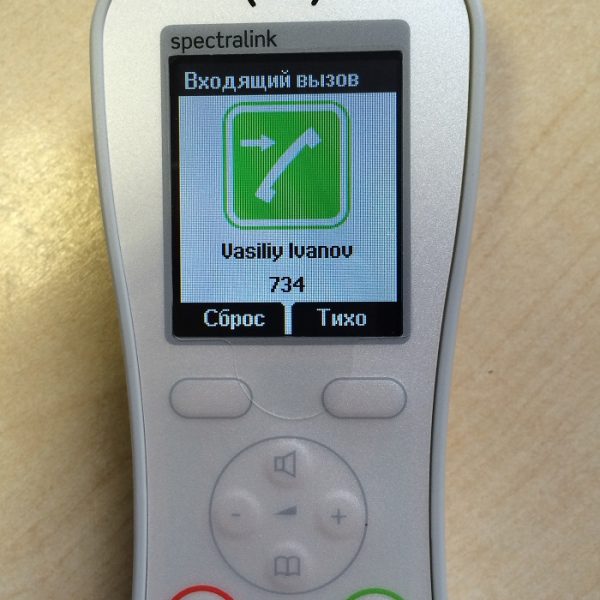 spectralink
Входящий вызов
Vasiliy Ivanov
734
Сброс Тихо
- +